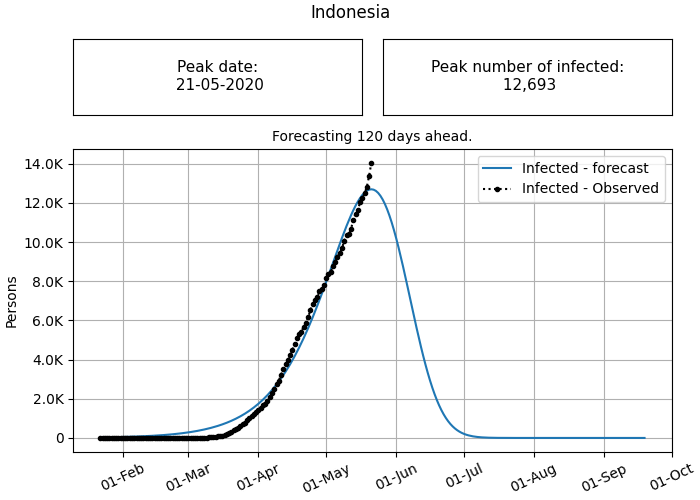 Indonesia
Peak date:
21-05-2020
Peak number of infected:
12,693
Forecasting 120 days ahead.
Infected - forecast
Infected - Observed
14.0K
12.0K
10.0K
8.0K
6.0K
4.0K
2.0K
0
Persons
01-Feb
01-Mar
01-Apr
01-May
01-Jun
01-Jul
01-Aug
01-Sep
01-Oct